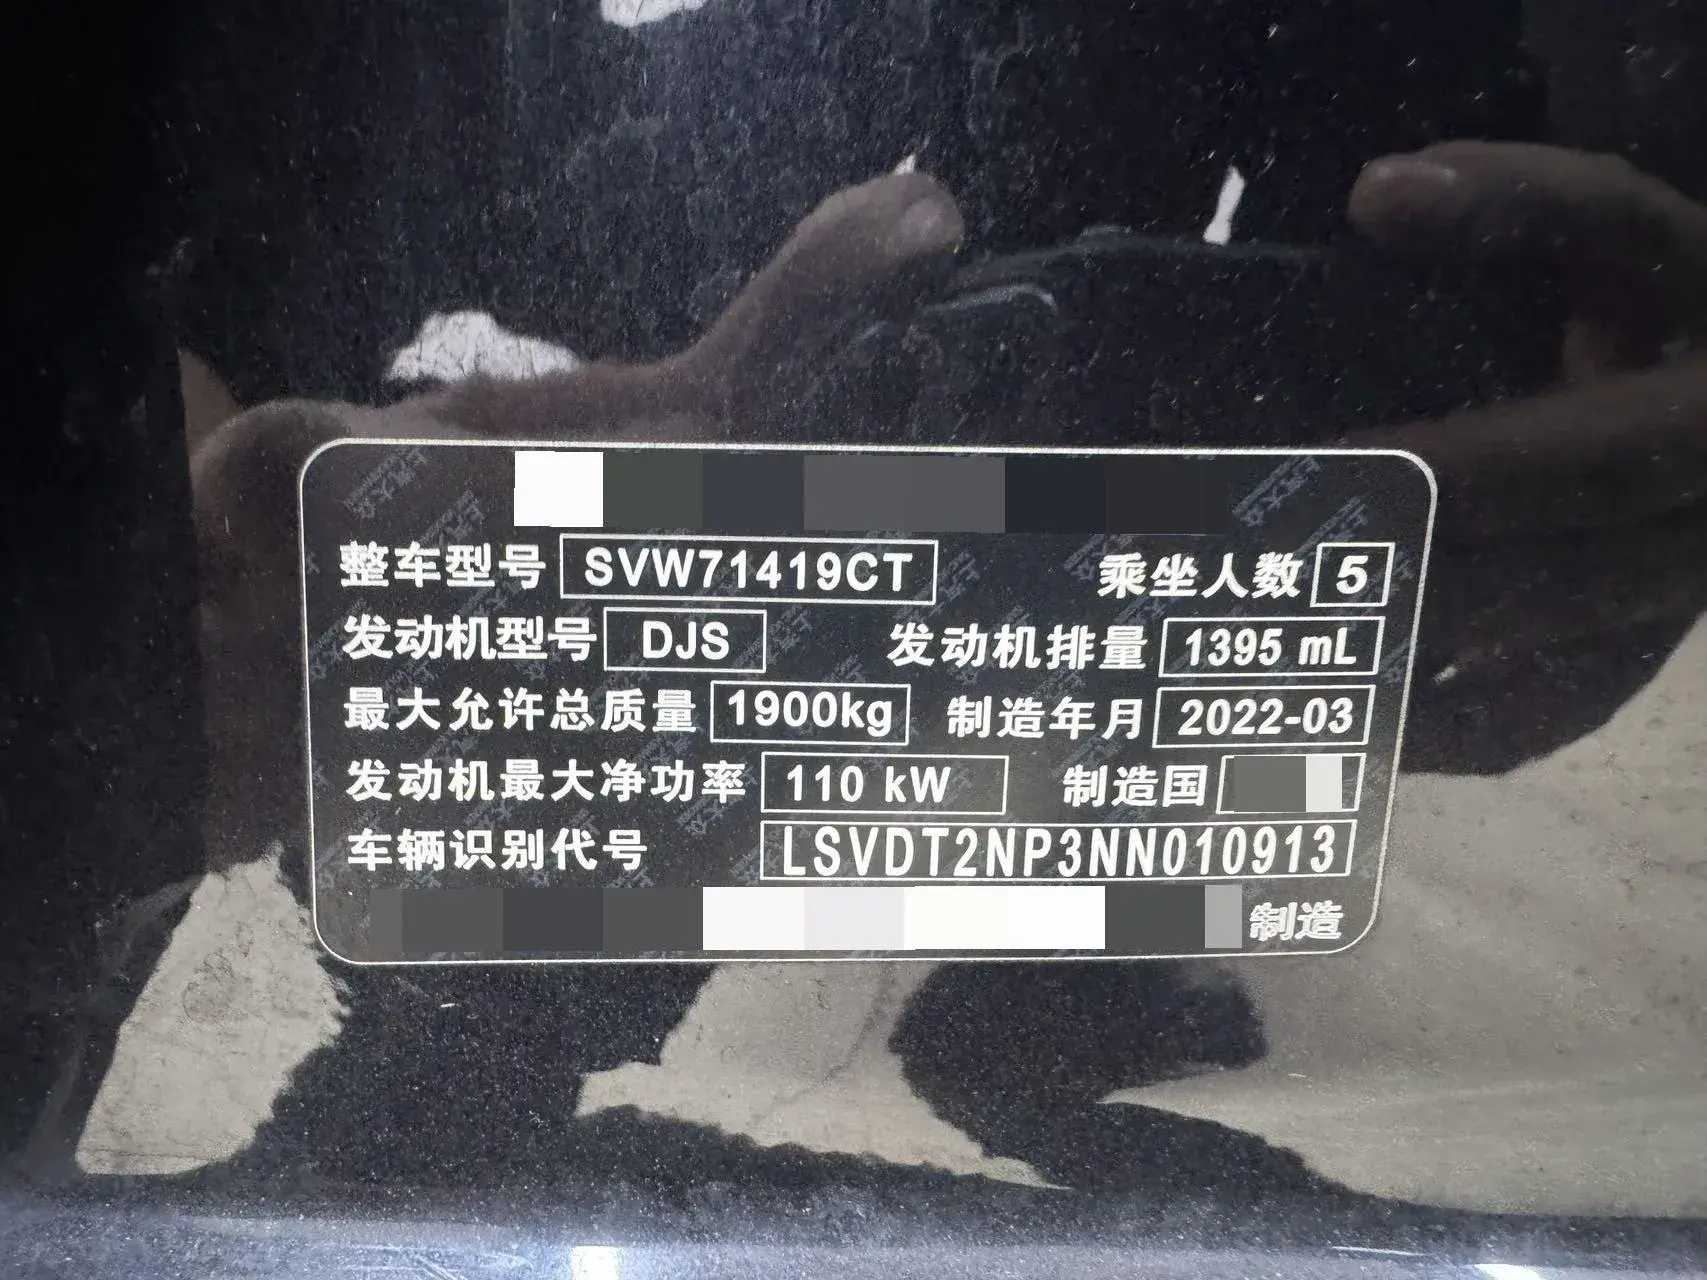 整车型号 SVW71419CT 乘坐人数 5
发动机型号 DJS 发动机排量 1395 mL
最大允许总质量 1900kg 制造年月 2022-03
发动机最大净功率 110 kW 制造国
车辆识别代号 LSVDT2NP3NN010913
制造